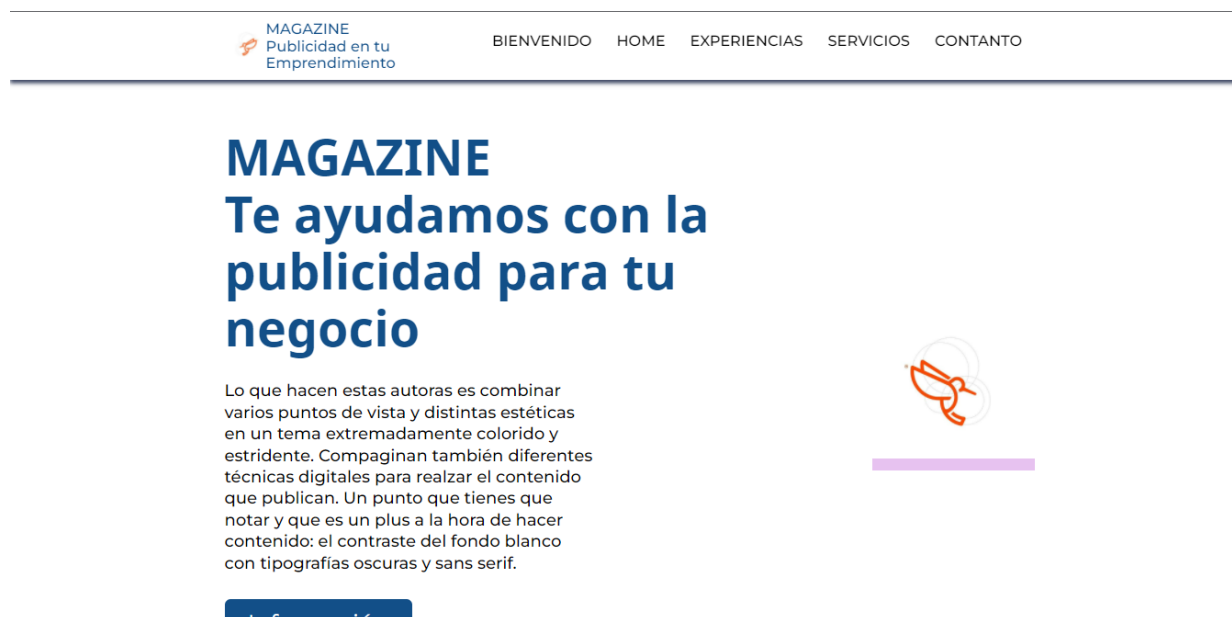 MAGAZINE
Publicidad en tu
Emprendimiento
BIENVENIDO HOME EXPERIENCIAS SERVICIOS CONTANTO
MAGAZINE
Te ayudamos con la
publicidad para tu
negocio
Lo que hacen estas autoras es combinar
varios puntos de vista y distintas estéticas
en un tema extremadamente colorido y
estridente. Compaginan también diferentes
técnicas digitales para realzar el contenido
que publican. Un punto que tienes que
notar y que es un plus a la hora de hacer
contenido: el contraste del fondo blanco
con tipografías oscuras y sans serif.